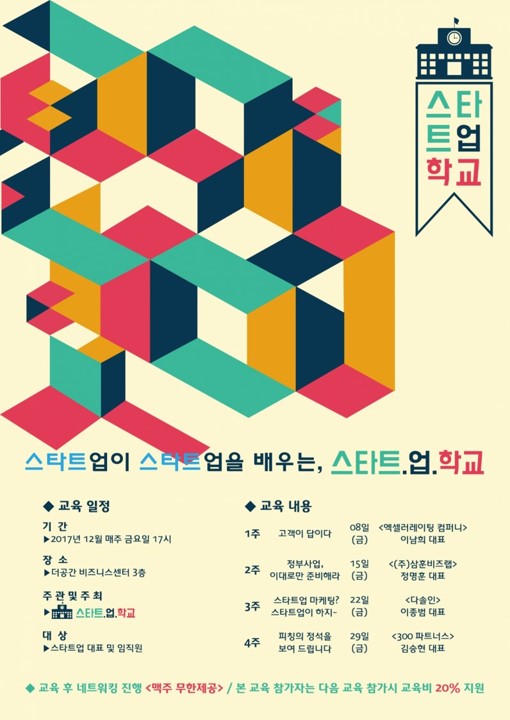 스타
트업
학교
스타트업이 스타트업을 배우는, 스타트.업.학교
◆ 교육 일정
기 간
▶2017년 12월 매주 금요일 17시
장 소
▶더공간 비즈니스센터 3층
주관 및 주최
▶스타트.업.학교
대 상
▶스타트업 대표 및 임직원
◆ 교육 내용
1주 고객이 답이다 08일 (금) <액셀러레이팅 컴퍼니> 이남희 대표
2주 정부사업, 이대로만 준비해라 15일 (금) <(주)삼훈비즈랩> 정명훈 대표
3주 스타트업 마케팅? 스타트업이 하지~ 22일 (금) <다솔인> 이종범 대표
4주 피칭의 정석을 보여 드립니다 29일 (금) <300 파트너스> 김승현 대표
◆ 교육 후 네트워킹 진행 <맥주 무한제공> / 본 교육 참가자는 다음 교육 참가시 교육비 20% 지원